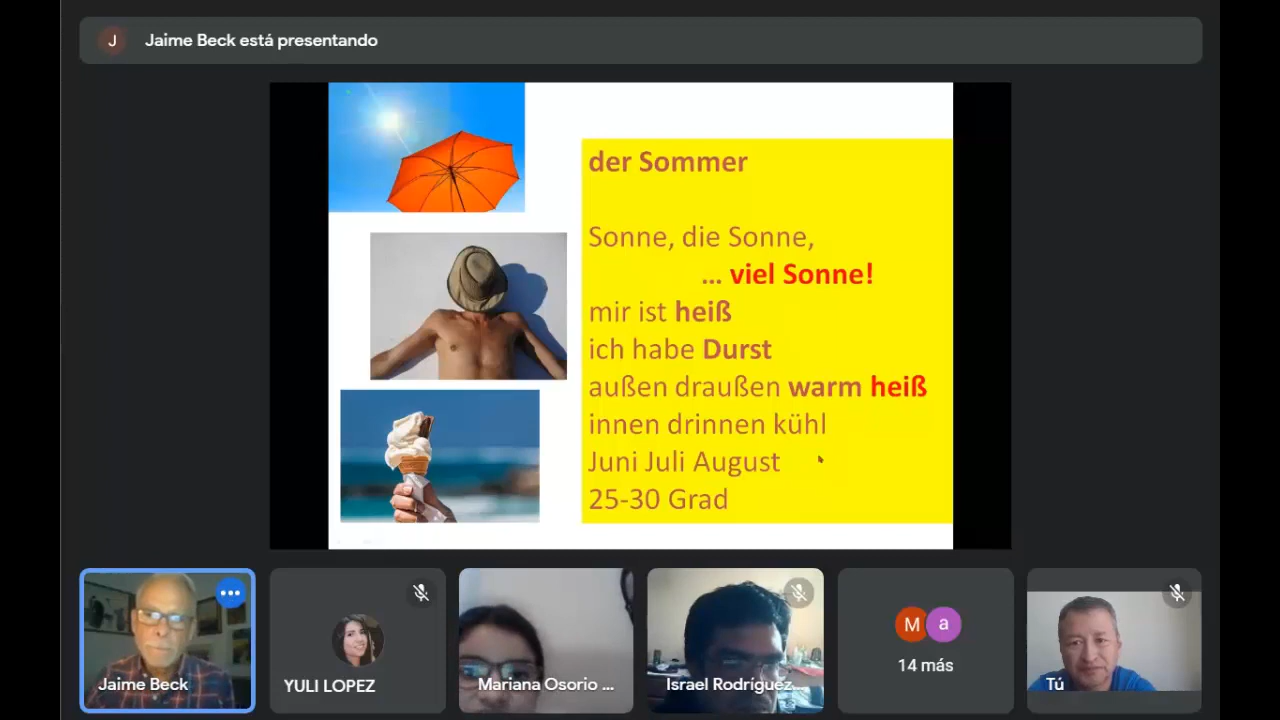 J
Jaime Beck está presentando
der Sommer
Sonne, die Sonne,
... viel Sonne!
mir ist heiß
ich habe Durst
außen draußen warm heiß
innen drinnen kühl
Juni Juli August
25-30 Grad
Jaime Beck
YULI LOPEZ
Mariana Osorio ...
Israel Rodríguez...
M a
14 más
Tú